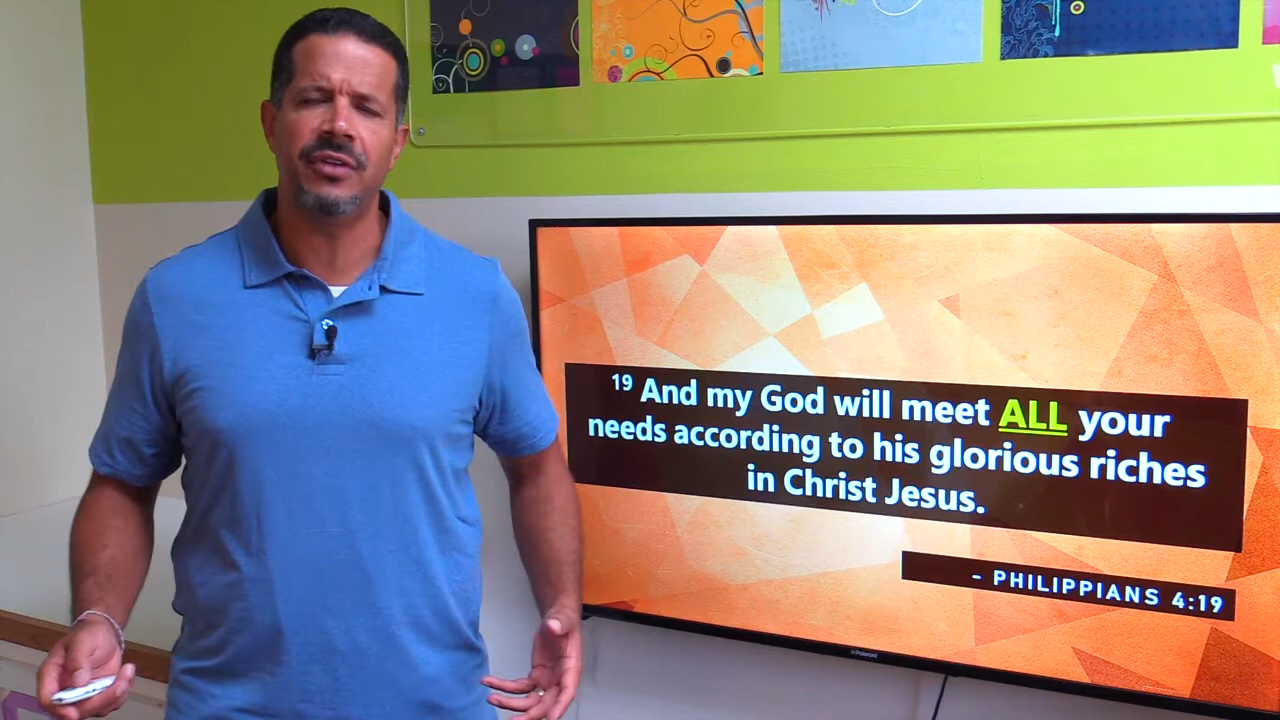 19 And my God will meet ALL your
needs according to his glorious riches
in Christ Jesus.
– PHILIPPIANS 4:19
Polaroid